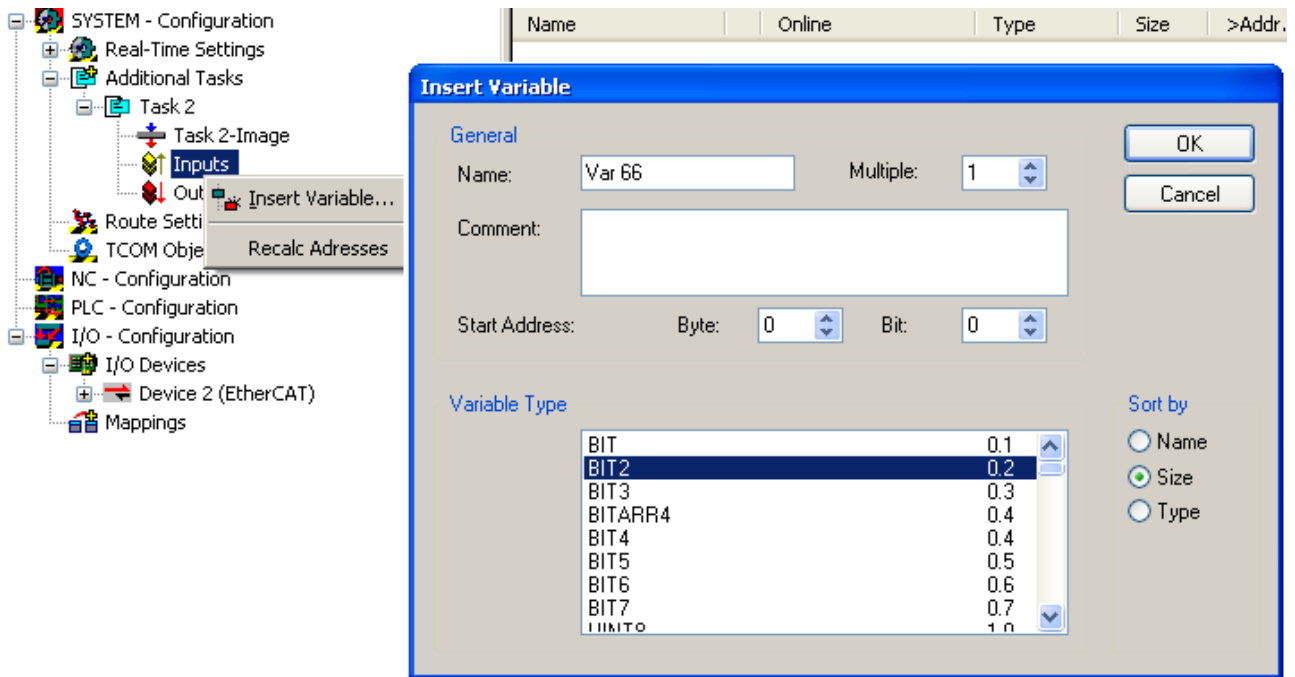 SYSTEM - Configuration
Real-Time Settings
Additional Tasks
Task 2
Task 2-Image
Inputs
Out
Route Setti
TCOM Obje
NC - Configuration
PLC - Configuration
I/O - Configuration
I/O Devices
Device 2 (EtherCAT)
Mappings
Insert Variable...
Recalc Adresses
Name Online Type Size >Addr.
Insert Variable
General
Name: Var 66 Multiple: 1
Comment:
Start Address: Byte: 0 Bit: 0
OK
Cancel
Variable Type
BIT 0.1
BIT2 0.2
BIT3 0.3
BITARR4 0.4
BIT4 0.4
BIT5 0.5
BIT6 0.6
BIT7 0.7
UINT8 1.0
Sort by
Name
Size
Type